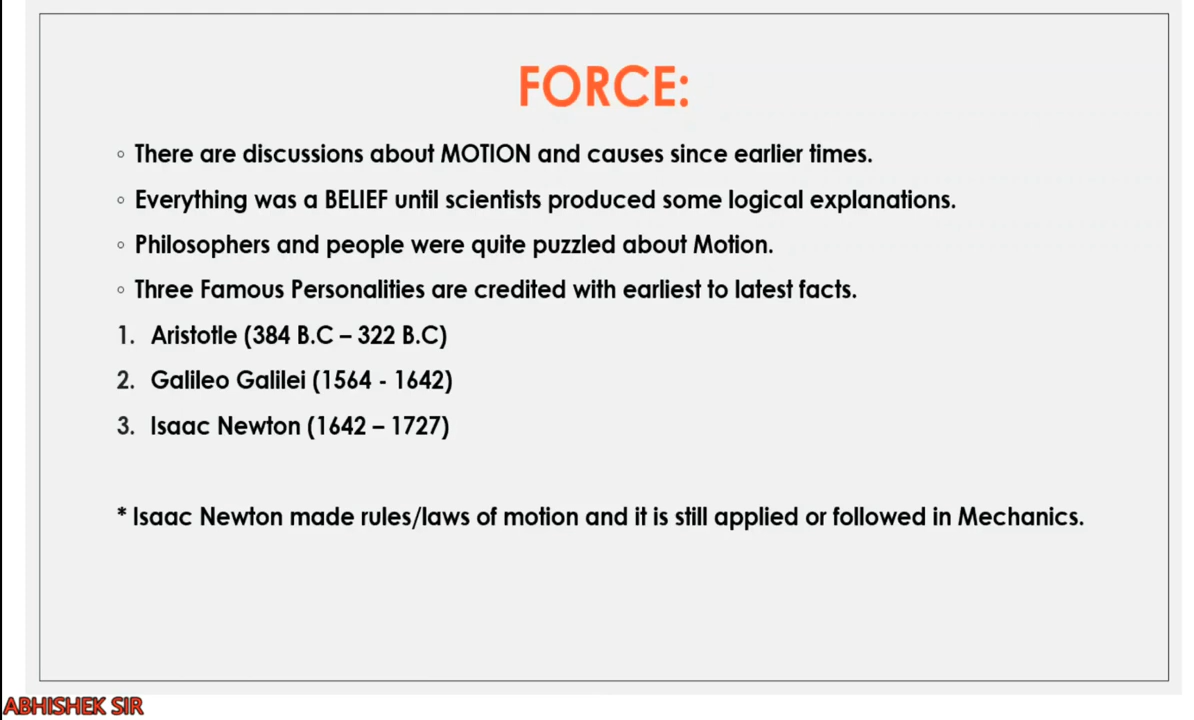 FORCE:
◦ There are discussions about MOTION and causes since earlier times.
◦ Everything was a BELIEF until scientists produced some logical explanations.
◦ Philosophers and people were quite puzzled about Motion.
◦ Three Famous Personalities are credited with earliest to latest facts.
1. Aristotle (384 B.C – 322 B.C)
2. Galileo Galilei (1564 - 1642)
3. Isaac Newton (1642 – 1727)
* Isaac Newton made rules/laws of motion and it is still applied or followed in Mechanics.
ABHISHEK SIR